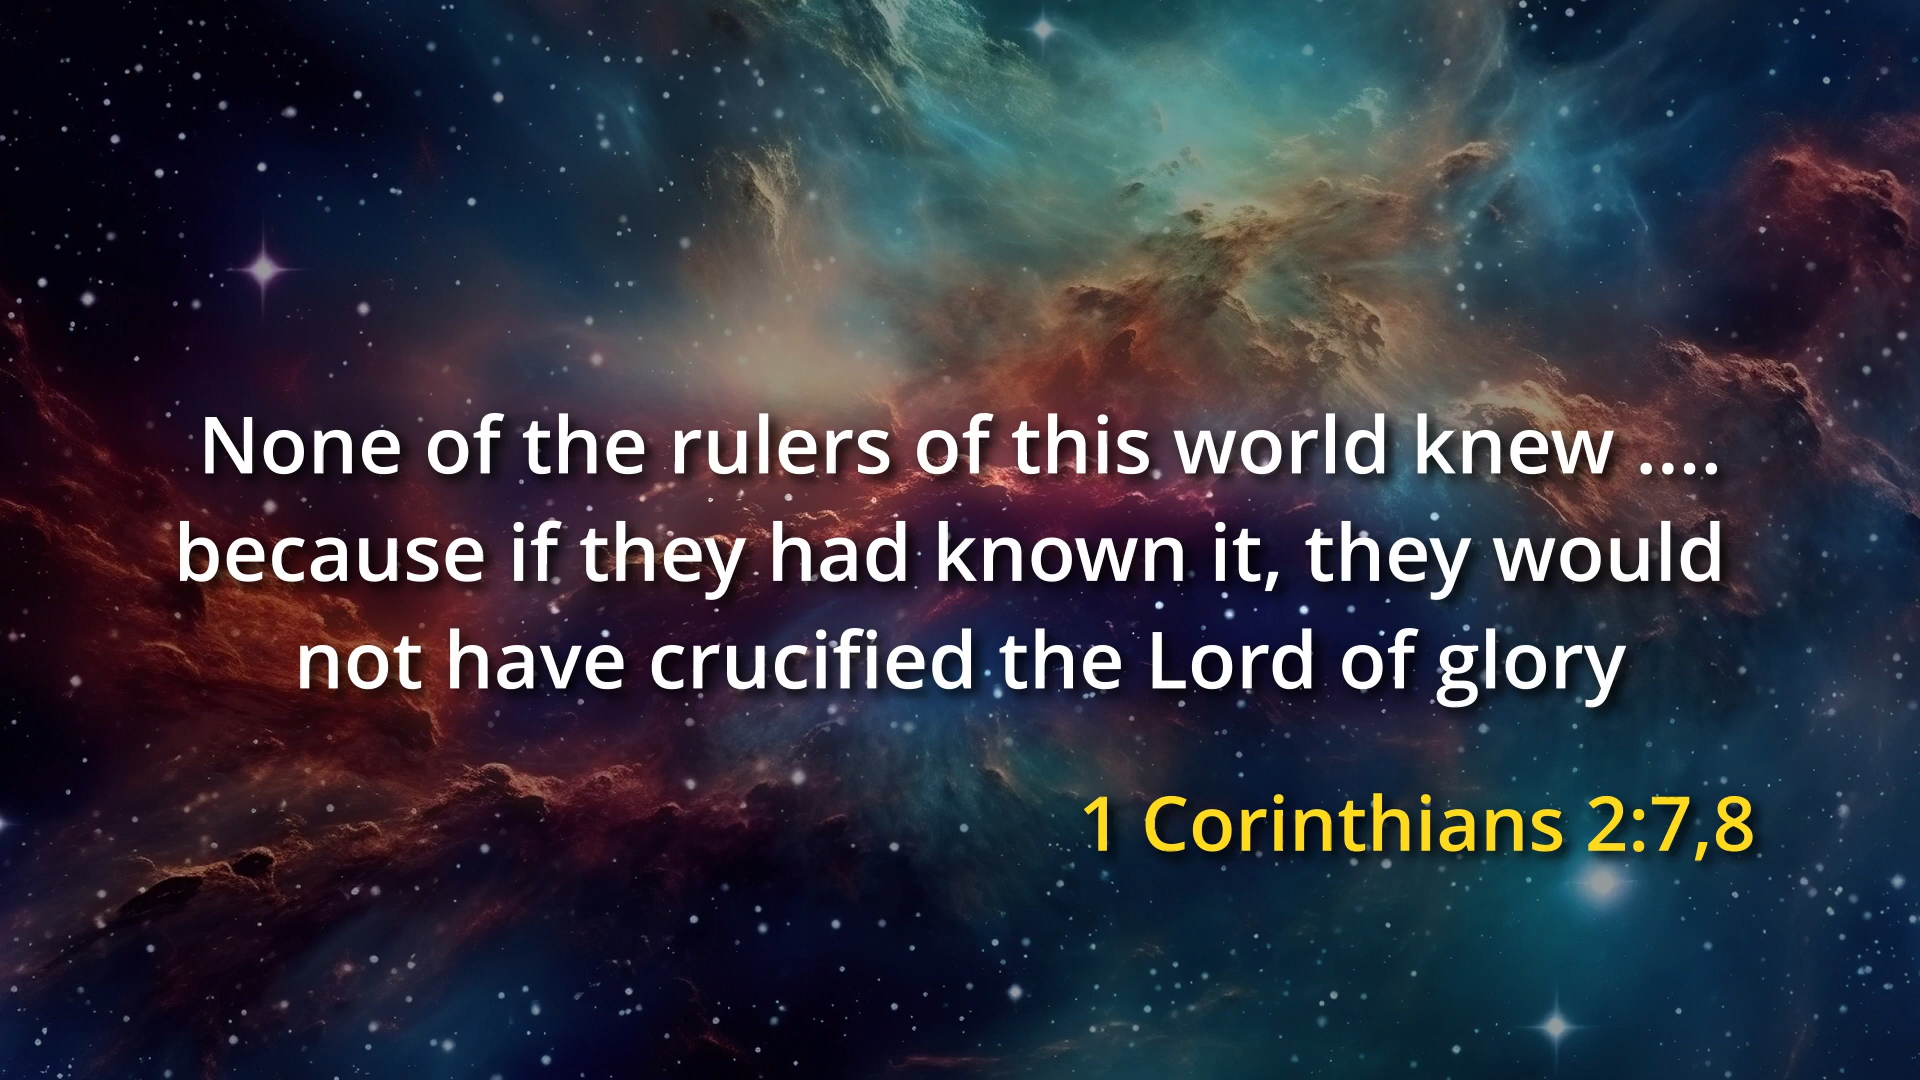 None of the rulers of this world knew ....
because if they had known it, they would
not have crucified the Lord of glory
1 Corinthians 2:7,8